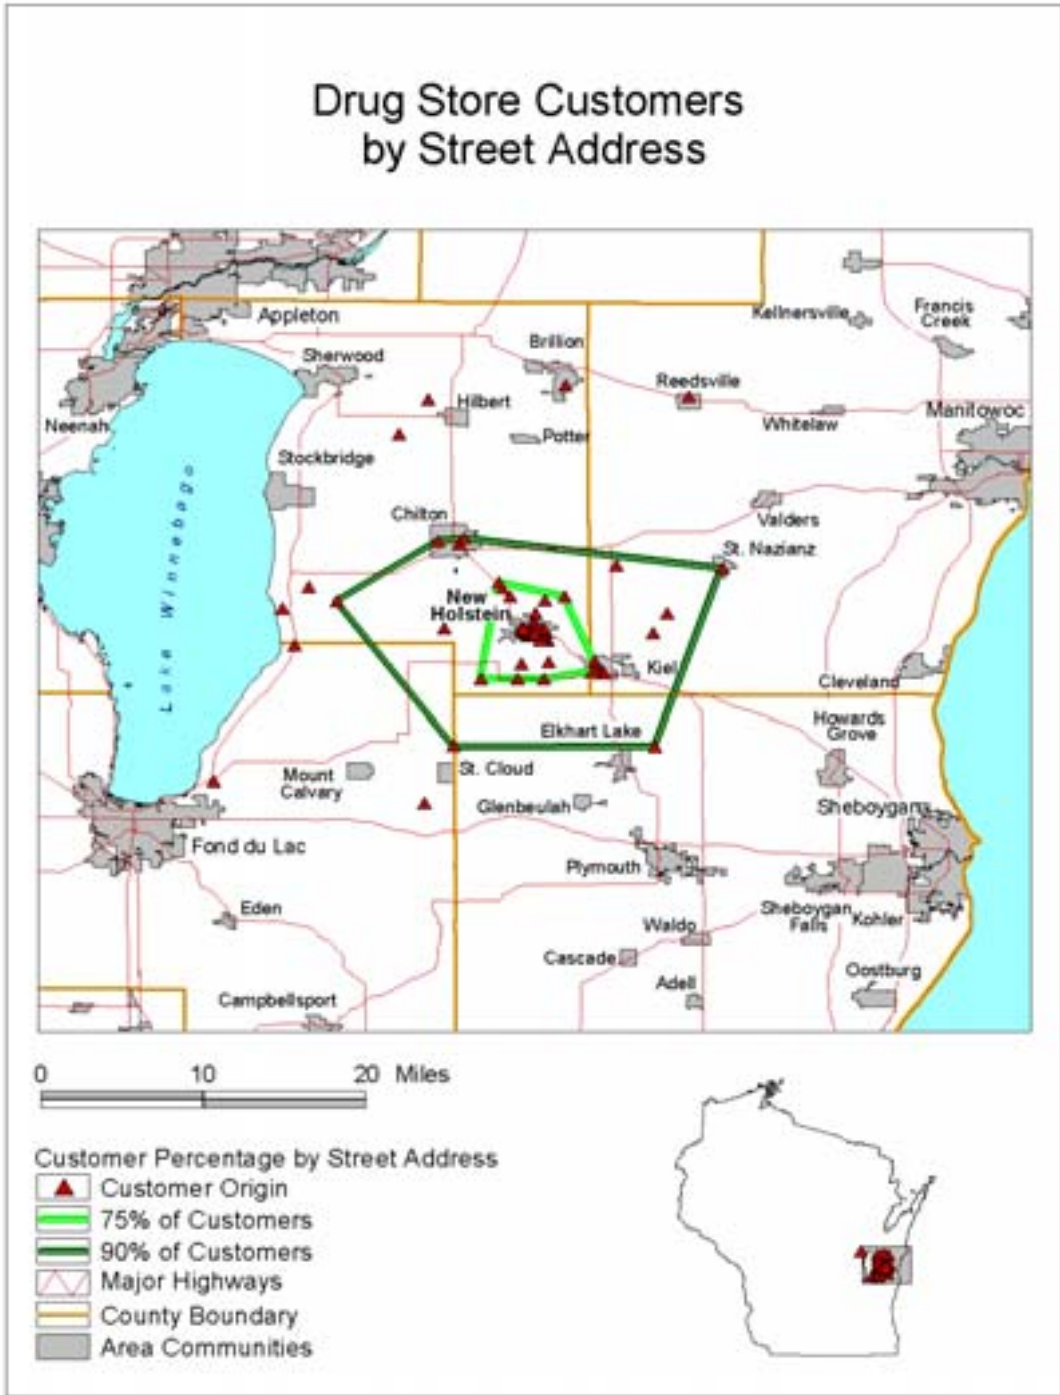 Drug Store Customers
by Street Address
Appleton
Kellnersville
Francis
Creek
Brillion
Sherwood
Reedsville
Hilbert
Manitowoc
Neenah
Whitelaw
Potter
Stockbridge
Lake Winnebago
Chilton
Valders
St. Nazianz
New
Holstein
Kiel
Cleveland
Howards
Grove
Elkhart Lake
Mount
Calvary
St. Cloud
Glenbeulah
Sheboygan
Fond du Lac
Plymouth
Eden
Sheboygan
Falls
Kohler
Waldo
Cascade
Oostburg
Adell
Campbellsport
0 10 20 Miles
Customer Percentage by Street Address
Customer Origin
75% of Customers
90% of Customers
Major Highways
County Boundary
Area Communities